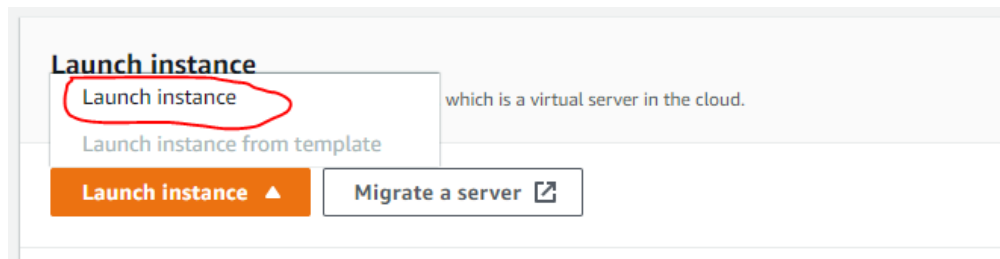 Launch instance
Launch instance
which is a virtual server in the cloud.
Launch instance from template
Launch instance
Migrate a server